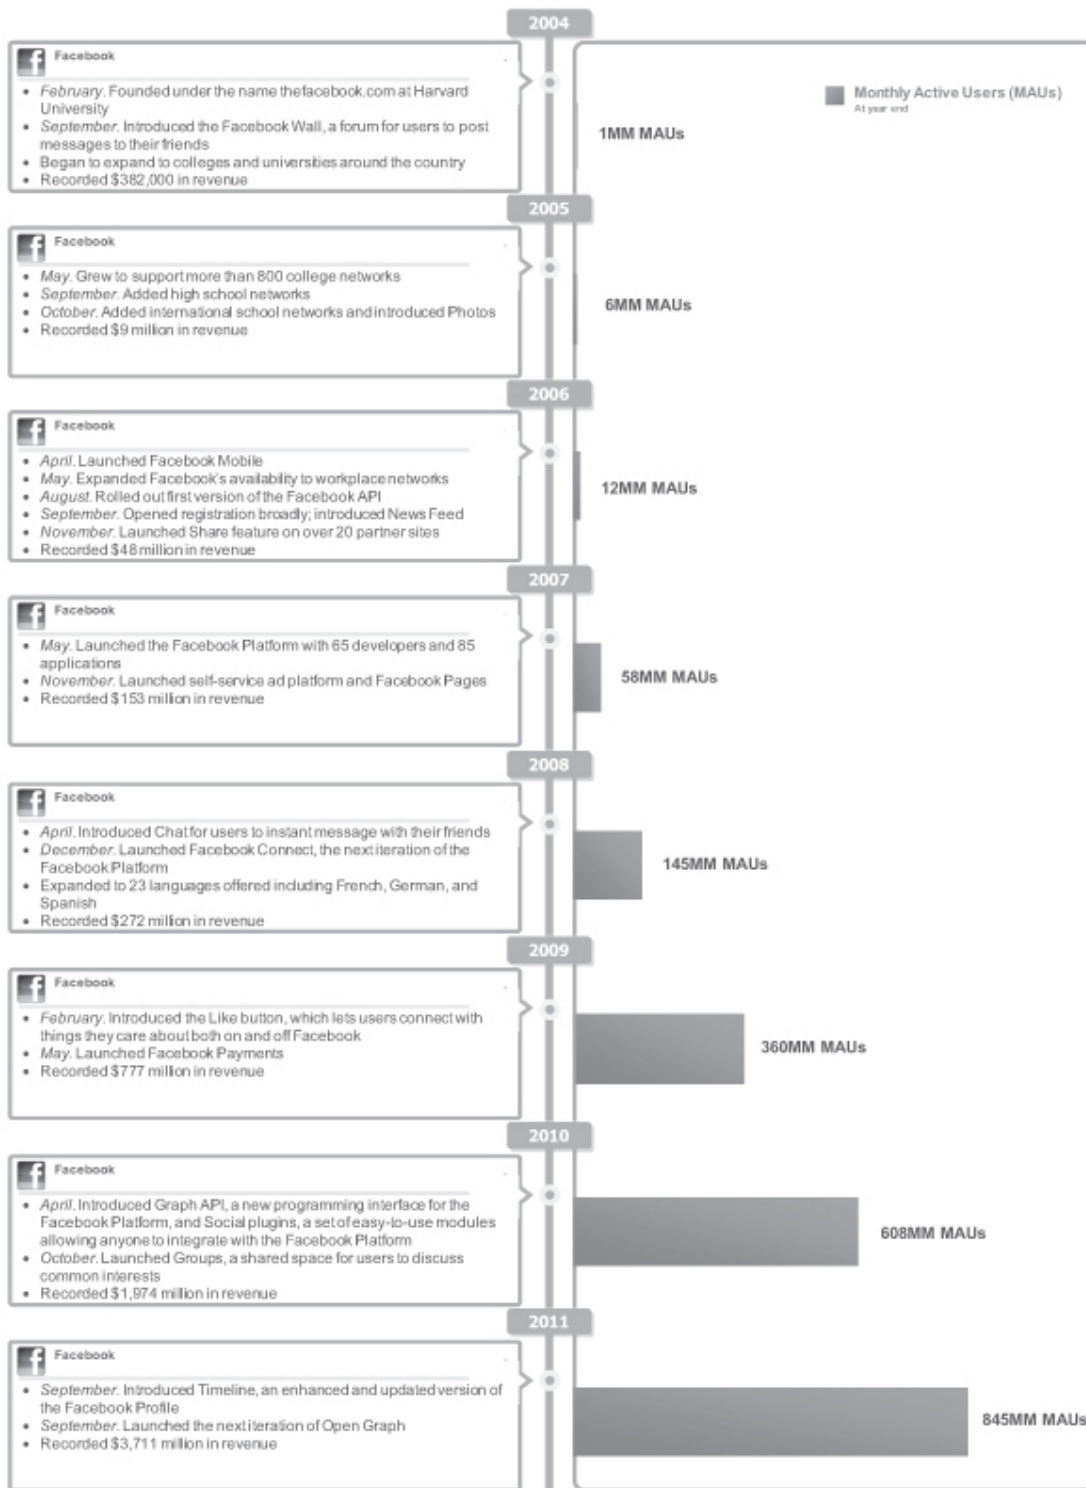 2004
Facebook
• February. Founded under the name thefacebook.com at Harvard
University
• September. Introduced the Facebook Wall, a forum for users to post
messages to their friends
• Began to expand to colleges and universities around the country
• Recorded $382,000 in revenue
Monthly Active Users (MAUs)
At year end
1MM MAUs
2005
Facebook
• May. Grew to support more than 800 college networks
• September. Added high school networks
• October. Added international school networks and introduced Photos
• Recorded $9 million in revenue
6MM MAUs
2006
Facebook
• April. Launched Facebook Mobile
• May. Expanded Facebook's availability to workplace networks
• August. Rolled out first version of the Facebook API
• September. Opened registration broadly; introduced News Feed
• November. Launched Share feature on over 20 partner sites
• Recorded $48 million in revenue
12MM MAUs
2007
Facebook
• May. Launched the Facebook Platform with 65 developers and 85
applications
• November. Launched self-service ad platform and Facebook Pages
• Recorded $153 million in revenue
58MM MAUs
2008
Facebook
• April. Introduced Chat for users to instant message with their friends
• December. Launched Facebook Connect, the next iteration of the
Facebook Platform
• Expanded to 23 languages offered including French, German, and
Spanish
• Recorded $272 million in revenue
145MM MAUs
2009
Facebook
• February. Introduced the Like button, which lets users connect with
things they care about both on and off Facebook
• May. Launched Facebook Payments
• Recorded $777 million in revenue
360MM MAUs
2010
Facebook
• April. Introduced Graph API, a new programming interface for the
Facebook Platform, and Social plugins, a set of easy-to-use modules
allowing anyone to integrate with the Facebook Platform
• October. Launched Groups, a shared space for users to discuss
common interests
• Recorded $1,974 million in revenue
608MM MAUs
2011
Facebook
• September. Introduced Timeline, an enhanced and updated version of
the Facebook Profile
• September. Launched the next iteration of Open Graph
• Recorded $3,711 million in revenue
845MM MAUs